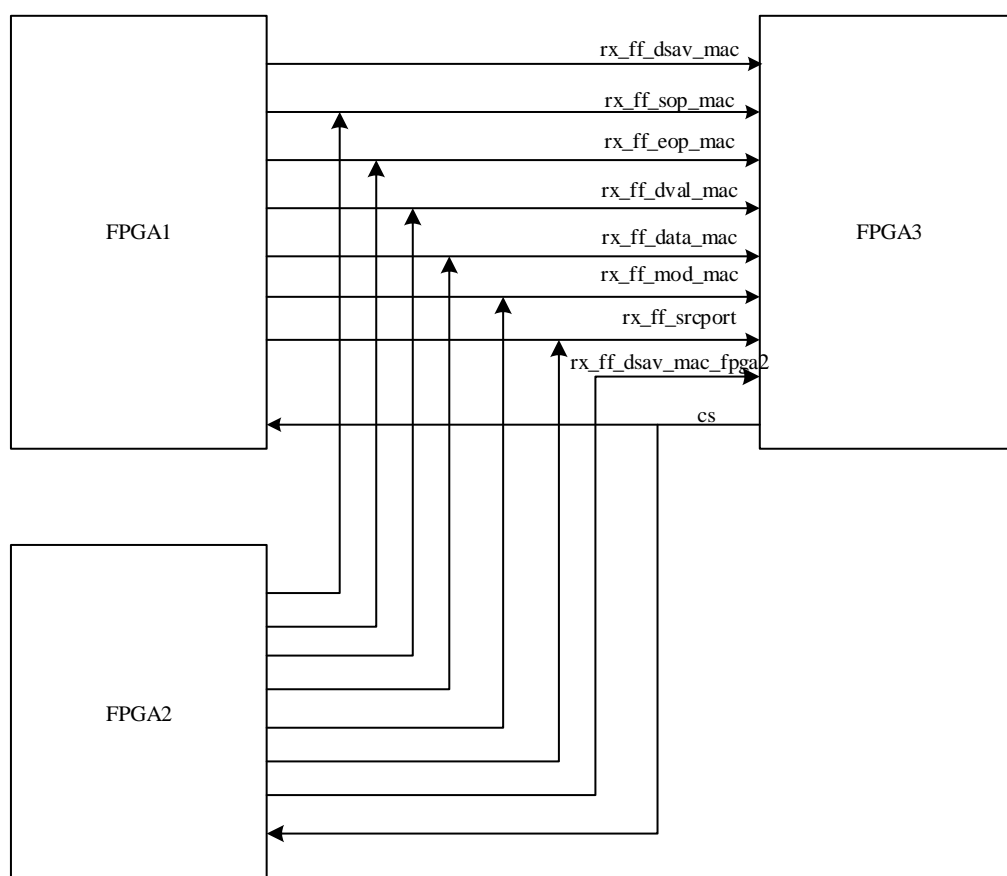 rx_ff_dsav_mac
rx_ff_sop_mac
rx_ff_eop_mac
rx_ff_dval_mac
FPGA1
FPGA3
rx_ff_data_mac
rx_ff_mod_mac
rx_ff_srcport
rx_ff_dsav_mac_fpga2
cs
FPGA2